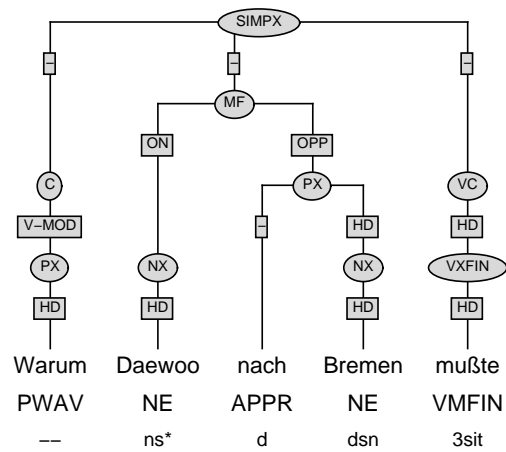 SIMPX
– – –
MF
ON OPP
C PX VC
V–MOD – HD HD
PX NX NX VXFIN
HD HD HD HD
Warum Daewoo nach Bremen mußte
PWAV NE APPR NE VMFIN
–– ns* d dsn 3sit